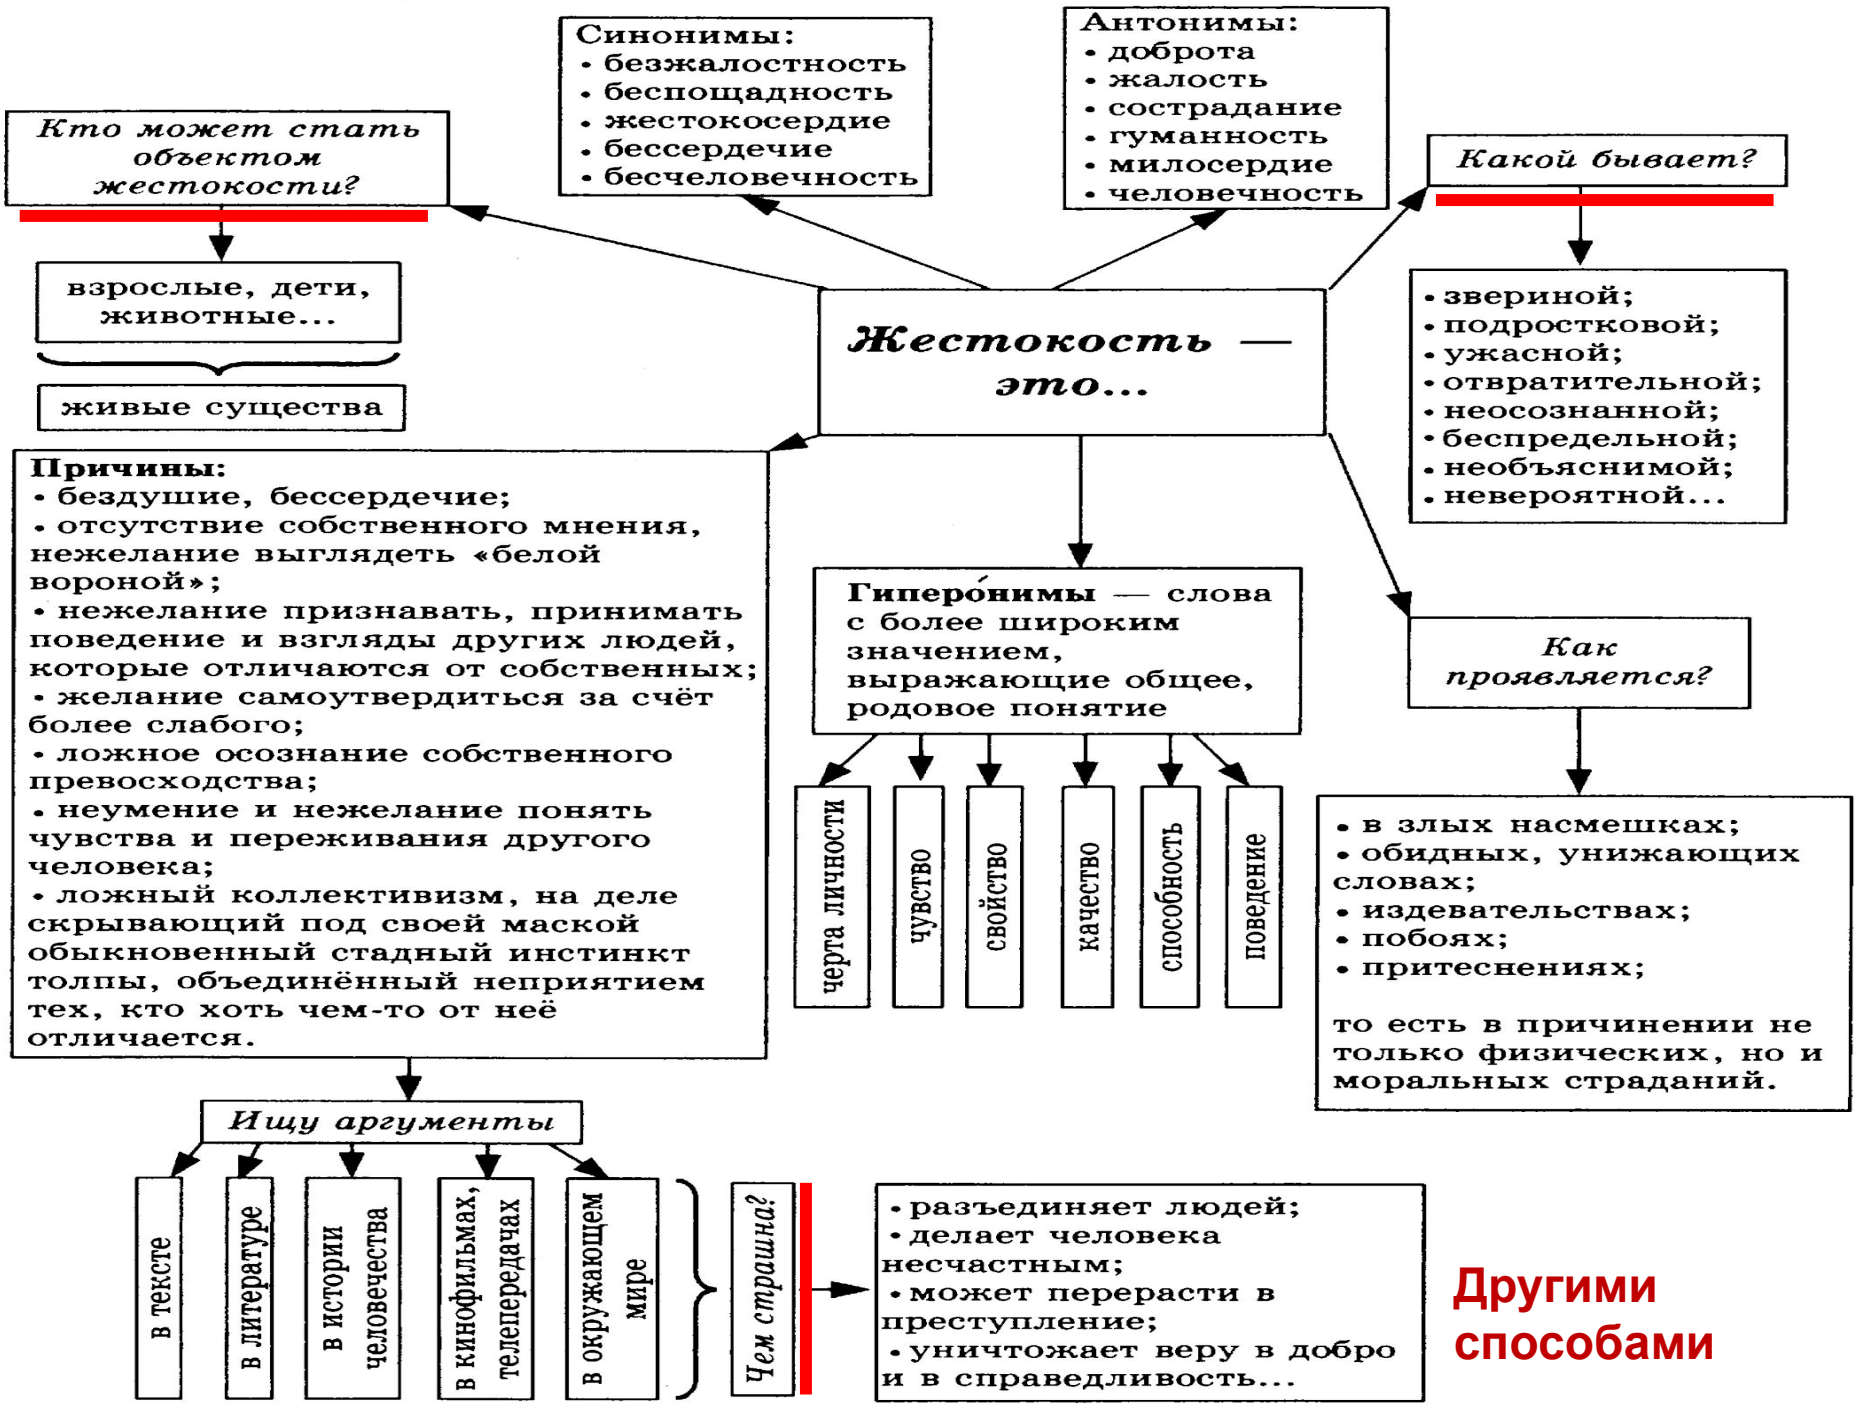 Синонимы:
• безжалостность
• беспощадность
• жестокосердие
• бессердечие
• бесчеловечность
Антонимы:
• доброта
• жалость
• сострадание
• гуманность
• милосердие
• человечность
Кто может стать
объектом
жестокости?
взрослые, дети,
животные...
живые существа
Какой бывает?
• звериной;
• подростковой;
• ужасной;
• отвратительной;
• неосознанной;
• беспредельной;
• необъяснимой;
• невероятной...
Жестокость —
это...
Причины:
• бездушие, бессердечие;
• отсутствие собственного мнения,
нежелание выглядеть «белой
вороной»;
• нежелание признавать, принимать
поведение и взгляды других людей,
которые отличаются от собственных;
• желание самоутвердиться за счёт
более слабого;
• ложное осознание собственного
превосходства;
• неумение и нежелание понять
чувства и переживания другого
человека;
• ложный коллективизм, на деле
скрывающий под своей маской
обыкновенный стадный инстинкт
толпы, объединённый неприятием
тех, кто хоть чем-то от неё
отличается.
Гиперо́нимы — слова
с более широким
значением,
выражающие общее,
родовое понятие
черта личности
чувство
свойство
качество
способность
поведение
Как
проявляется?
• в злых насмешках;
• обидных, унижающих
словах;
• издевательствах;
• побоях;
• притеснениях;
то есть в причинении не
только физических, но и
моральных страданий.
Ищу аргументы
в тексте
в литературе
в истории
человечества
в кинофильмах,
телепередачах
в окружающем
мире
Чем страшна?
• разъединяет людей;
• делает человека
несчастным;
• может перерасти в
преступление;
• уничтожает веру в добро
и в справедливость...
Другими
способами